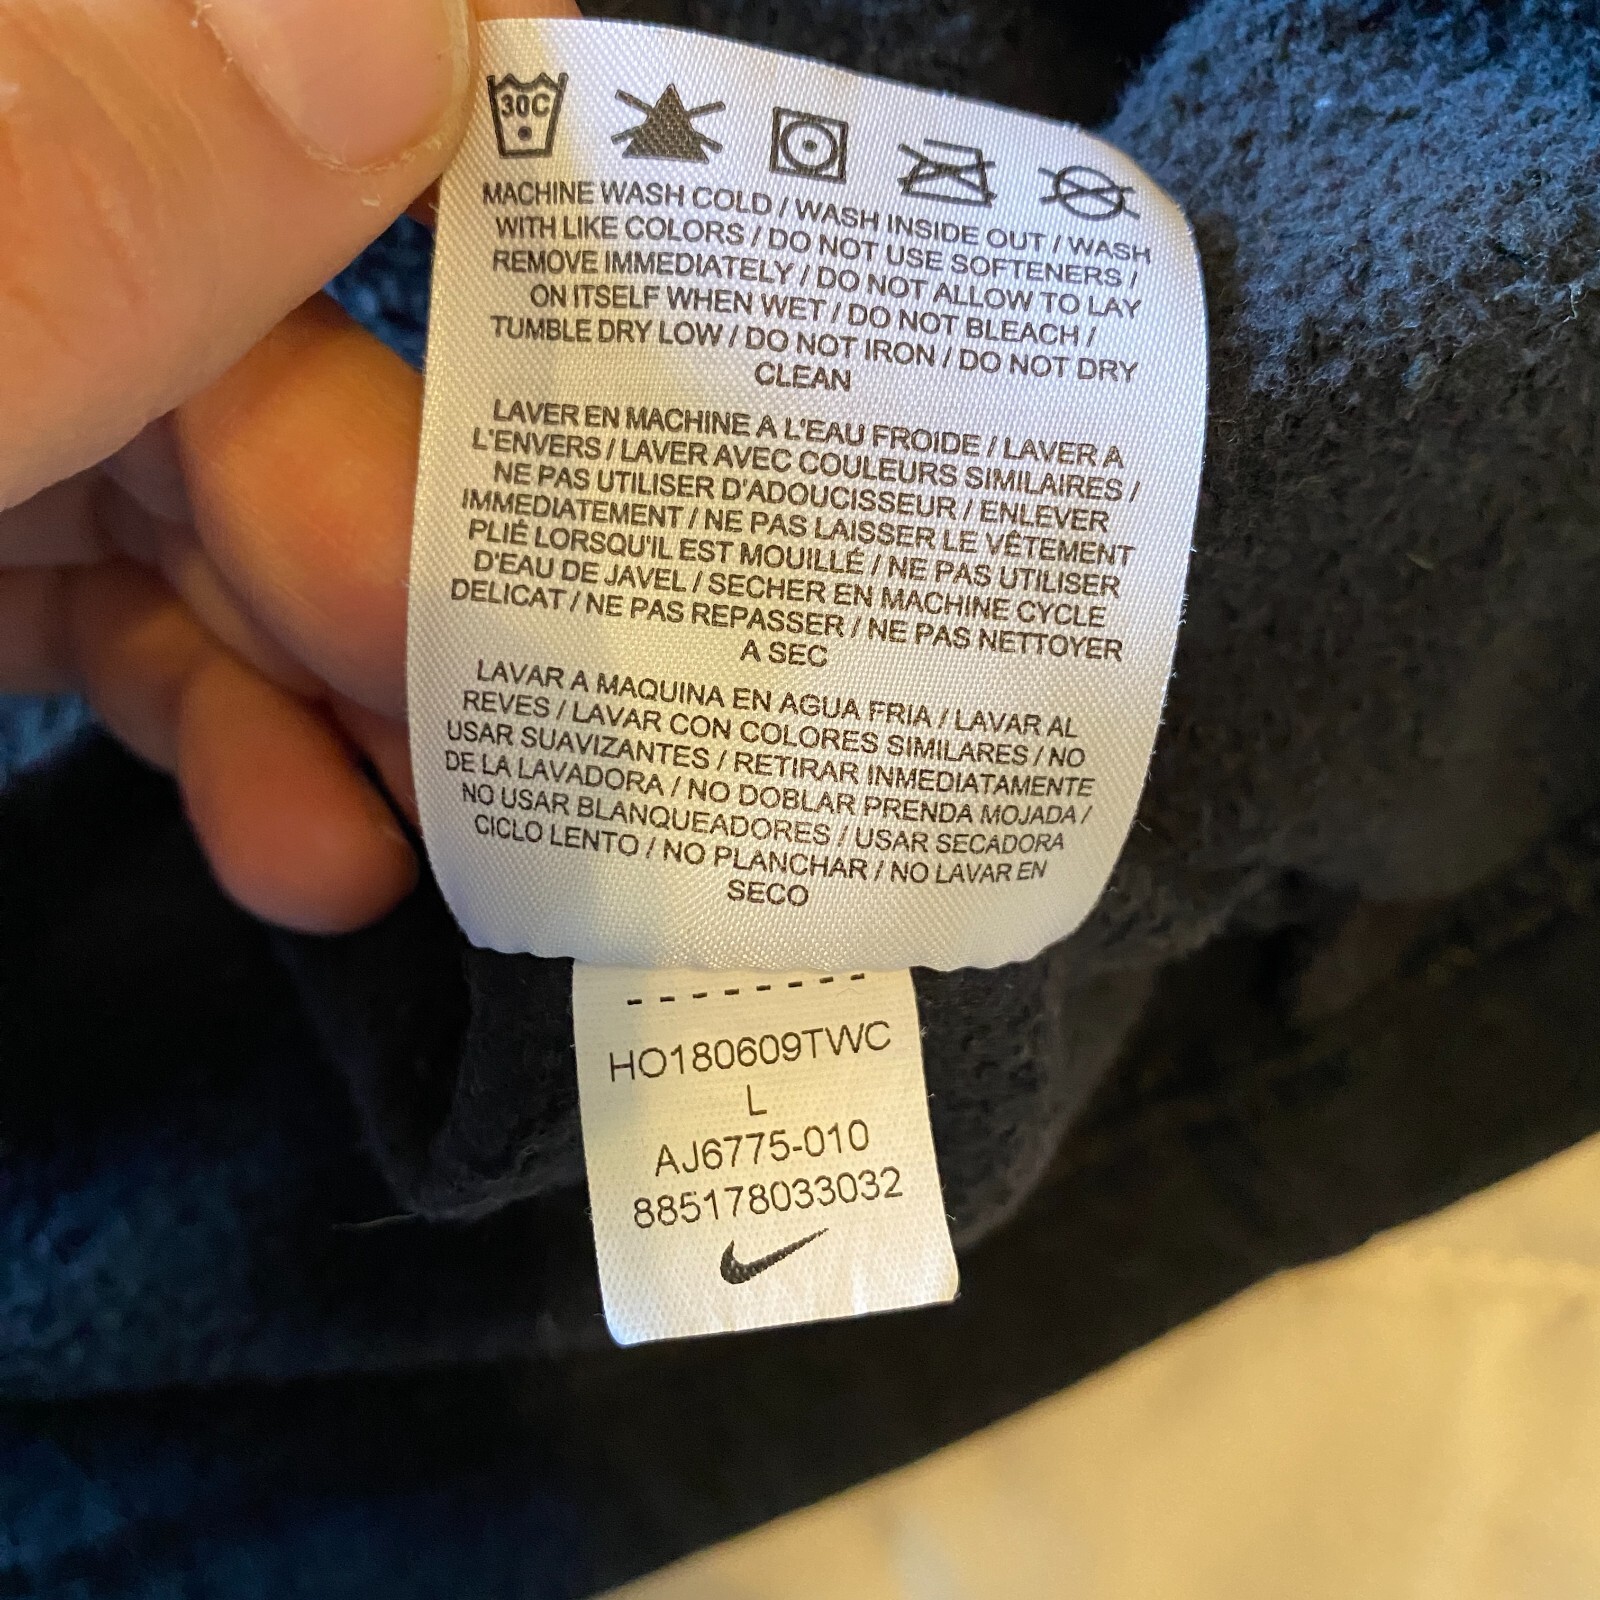 30C
MACHINE WASH COLD / WASH INSIDE OUT / WASH
WITH LIKE COLORS / DO NOT USE SOFTENERS /
REMOVE IMMEDIATELY / DO NOT ALLOW TO LAY
ON ITSELF WHEN WET / DO NOT BLEACH /
TUMBLE DRY LOW / DO NOT IRON / DO NOT DRY
CLEAN
LAVER EN MACHINE A L'EAU FROIDE / LAVER A
L'ENVERS / LAVER AVEC COULEURS SIMILAIRES /
NE PAS UTILISER D'ADOUCISSEUR / ENLEVER
IMMEDIATEMENT / NE PAS LAISSER LE VÊTEMENT
PLIÉ LORSQU'IL EST MOUILLÉ / NE PAS UTILISER
D'EAU DE JAVEL / SECHER EN MACHINE CYCLE
DELICAT / NE PAS REPASSER / NE PAS NETTOYER
A SEC
LAVAR A MAQUINA EN AGUA FRIA / LAVAR AL
REVES / LAVAR CON COLORES SIMILARES / NO
USAR SUAVIZANTES / RETIRAR INMEDIATAMENTE
DE LA LAVADORA / NO DOBLAR PRENDA MOJADA /
NO USAR BLANQUEADORES / USAR SECADORA
CICLO LENTO / NO PLANCHAR / NO LAVAR EN
SECO
HO180609TWC
L
AJ6775-010
885178033032